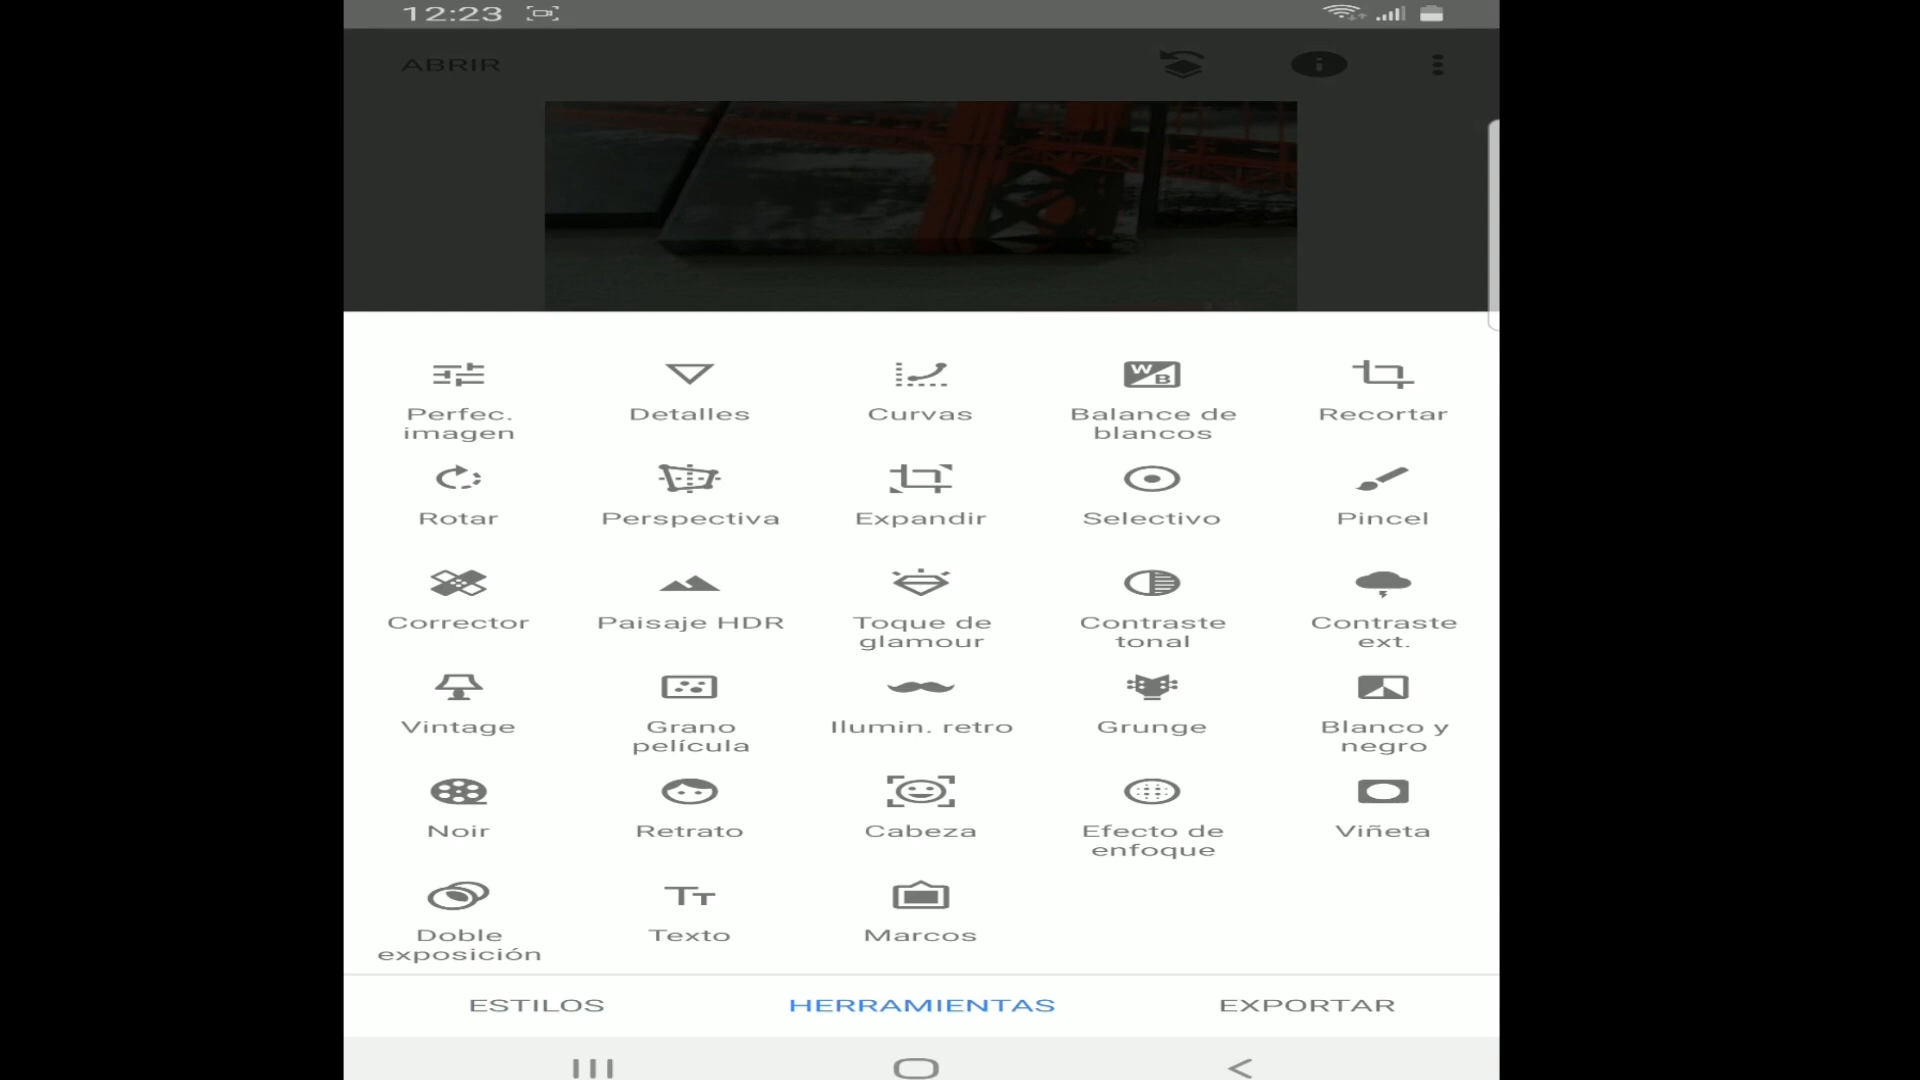 12:23
ABRIR
Perfec.
imagen
Detalles
Curvas
WB
Balance de
blancos
Recortar
Rotar
Perspectiva
Expandir
Selectivo
Pincel
Corrector
Paisaje HDR
Toque de
glamour
Contraste
tonal
Contraste
ext.
Vintage
Grano
película
Ilumin. retro
Grunge
Blanco y
negro
Noir
Retrato
Cabeza
Efecto de
enfoque
Viñeta
Doble
exposición
Tт
Texto
Marcos
ESTILOS
HERRAMIENTAS
EXPORTAR